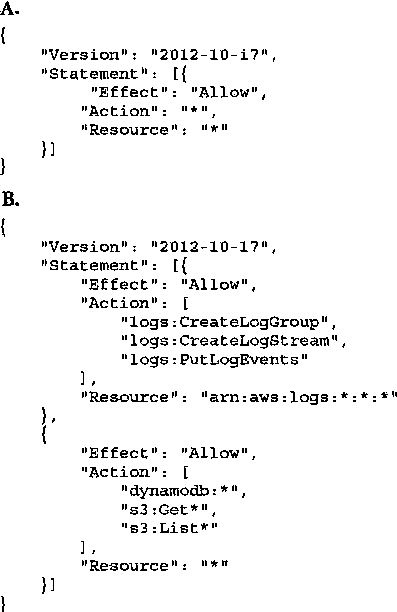 A.
{
    "Version": "2012-10-i7",
    "Statement": [{
         "Effect": "Allow",
        "Action": "*",
        "Resource": "*"
    }]
}
B.
{
    "Version": "2012-10-17",
    "Statement": [{
        "Effect": "Allow",
        "Action": [
            "logs:CreateLogGroup",
            "logs:CreateLogStream",
            "logs:PutLogEvents"
        ],
        "Resource": "arn:aws:logs:*:*:*"
    },
    {
        "Effect": "Allow",
        "Action": [
            "dynamodb:*",
            "s3:Get*",
            "s3:List*"
        ],
        "Resource": "*"
    }]
}